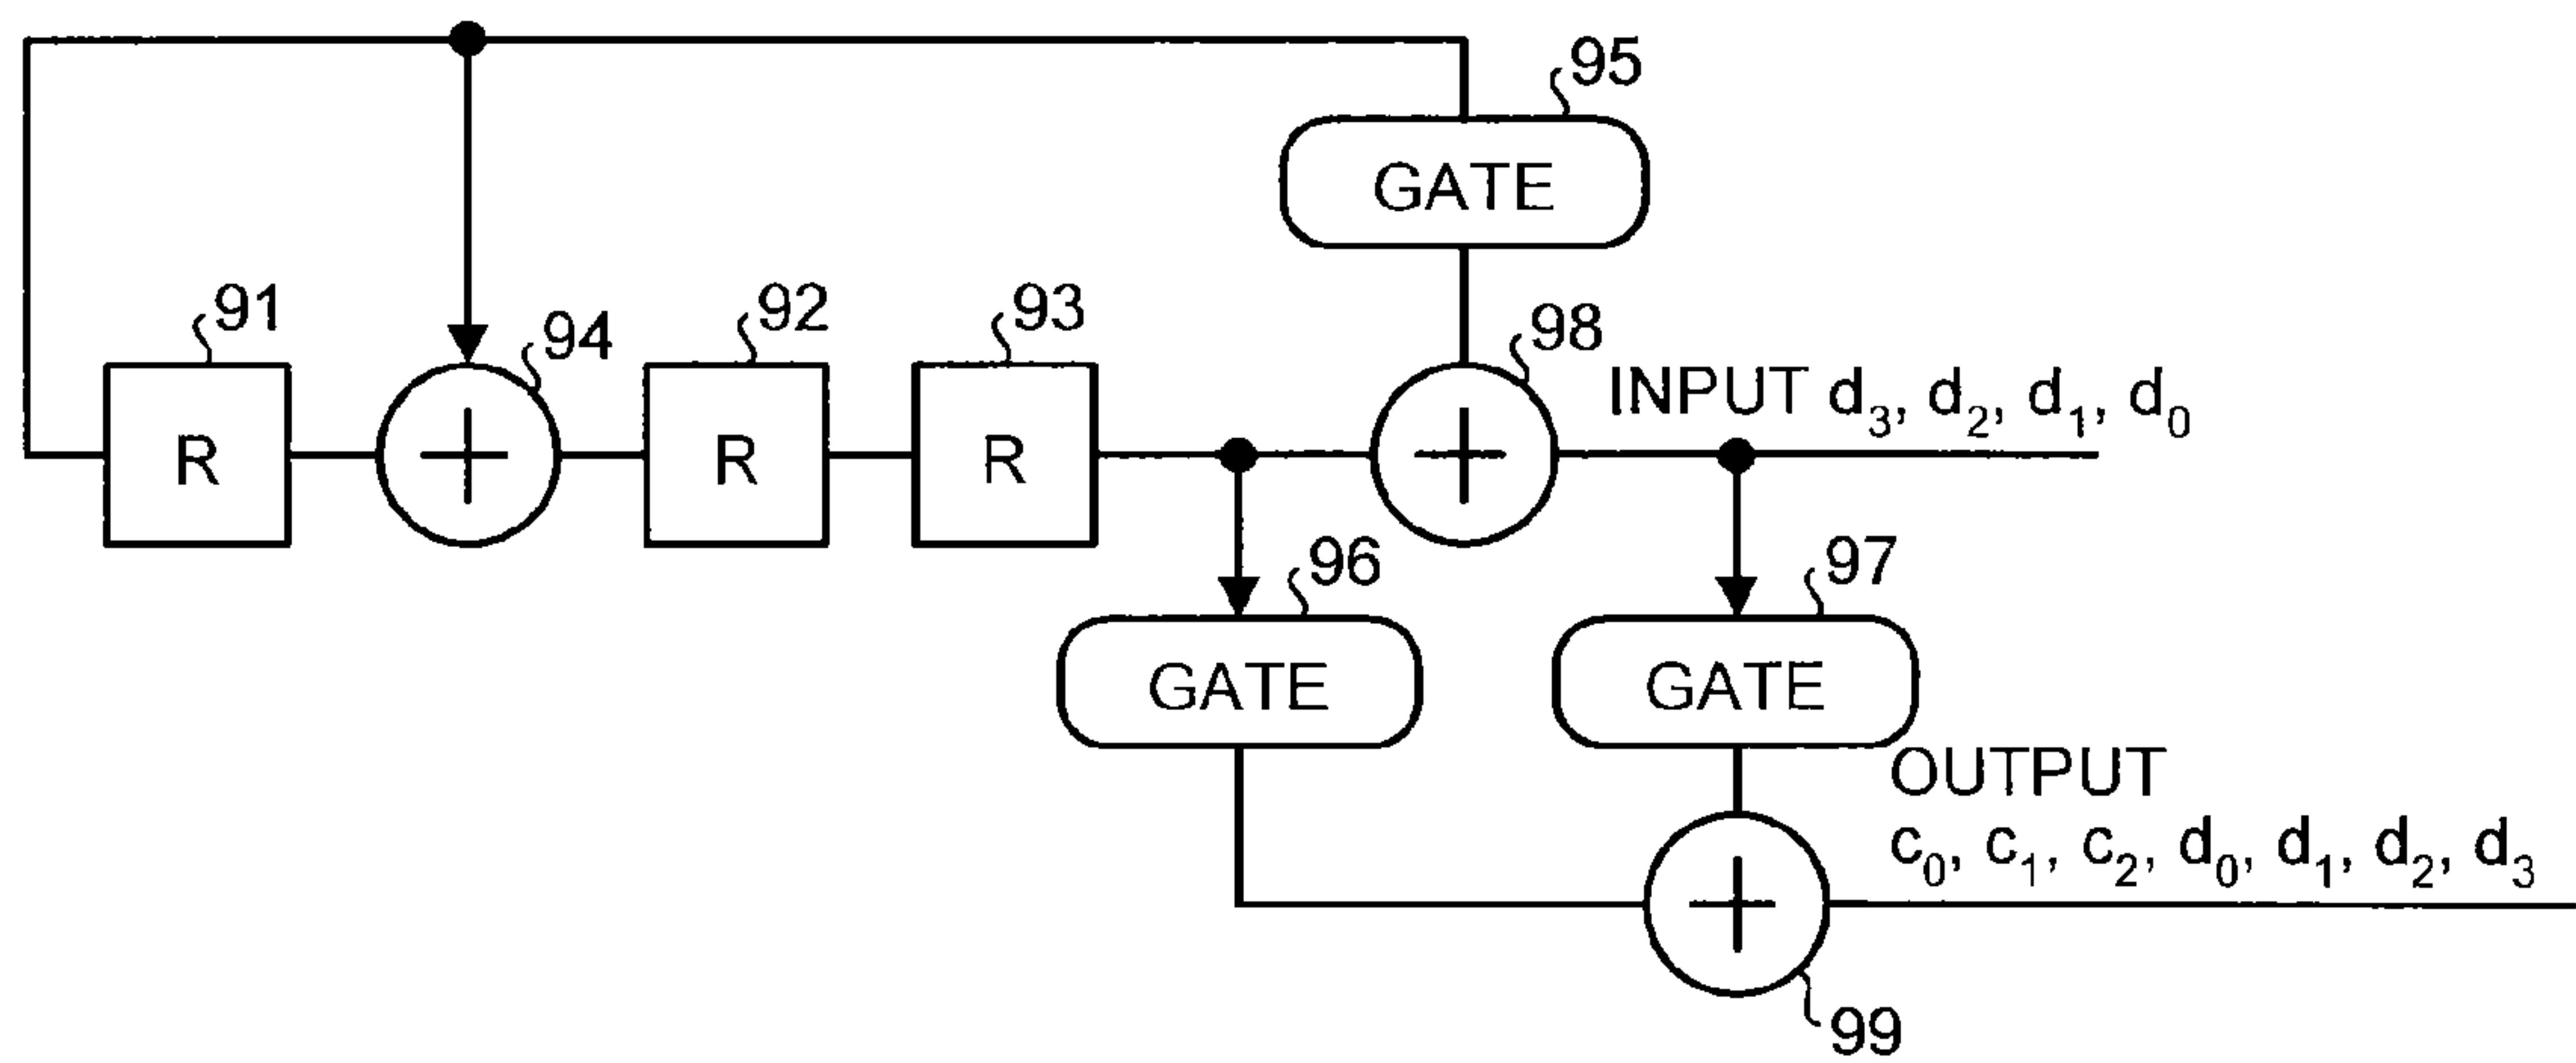 95
GATE
91
94
92
93
98
INPUT d₃, d₂, d₁, d₀
R
R
R
96
97
GATE
GATE
OUTPUT
c₀, c₁, c₂, d₀, d₁, d₂, d₃
99